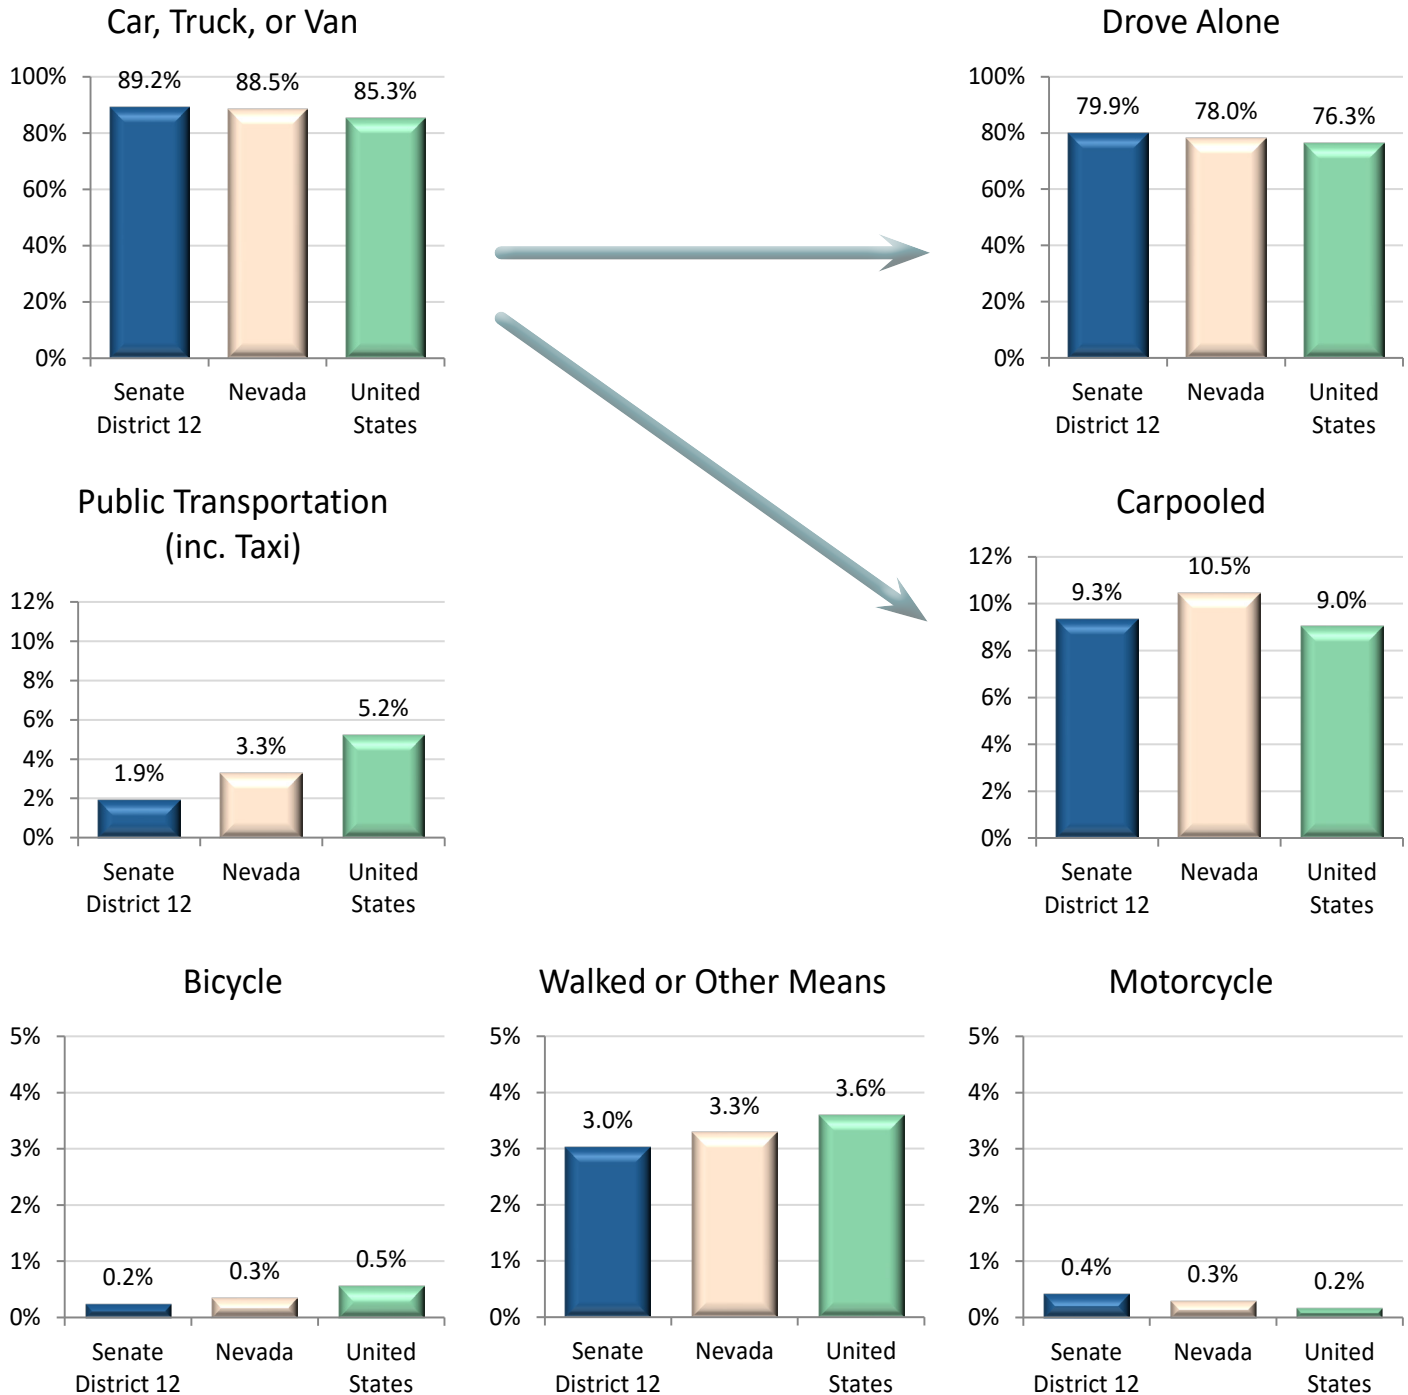 Car, Truck, or Van
100%
80%
60%
40%
20%
0%
89.2%
88.5%
85.3%
Senate
District 12
Nevada
United
States
Drove Alone
100%
80%
60%
40%
20%
0%
79.9%
78.0%
76.3%
Senate
District 12
Nevada
United
States
Public Transportation
(inc. Taxi)
12%
10%
8%
6%
4%
2%
0%
1.9%
3.3%
5.2%
Senate
District 12
Nevada
United
States
Carpooled
12%
10%
8%
6%
4%
2%
0%
9.3%
10.5%
9.0%
Senate
District 12
Nevada
United
States
Bicycle
5%
4%
3%
2%
1%
0%
0.2%
0.3%
0.5%
Senate
District 12
Nevada
United
States
Walked or Other Means
5%
4%
3%
2%
1%
0%
3.0%
3.3%
3.6%
Senate
District 12
Nevada
United
States
Motorcycle
5%
4%
3%
2%
1%
0%
0.4%
0.3%
0.2%
Senate
District 12
Nevada
United
States